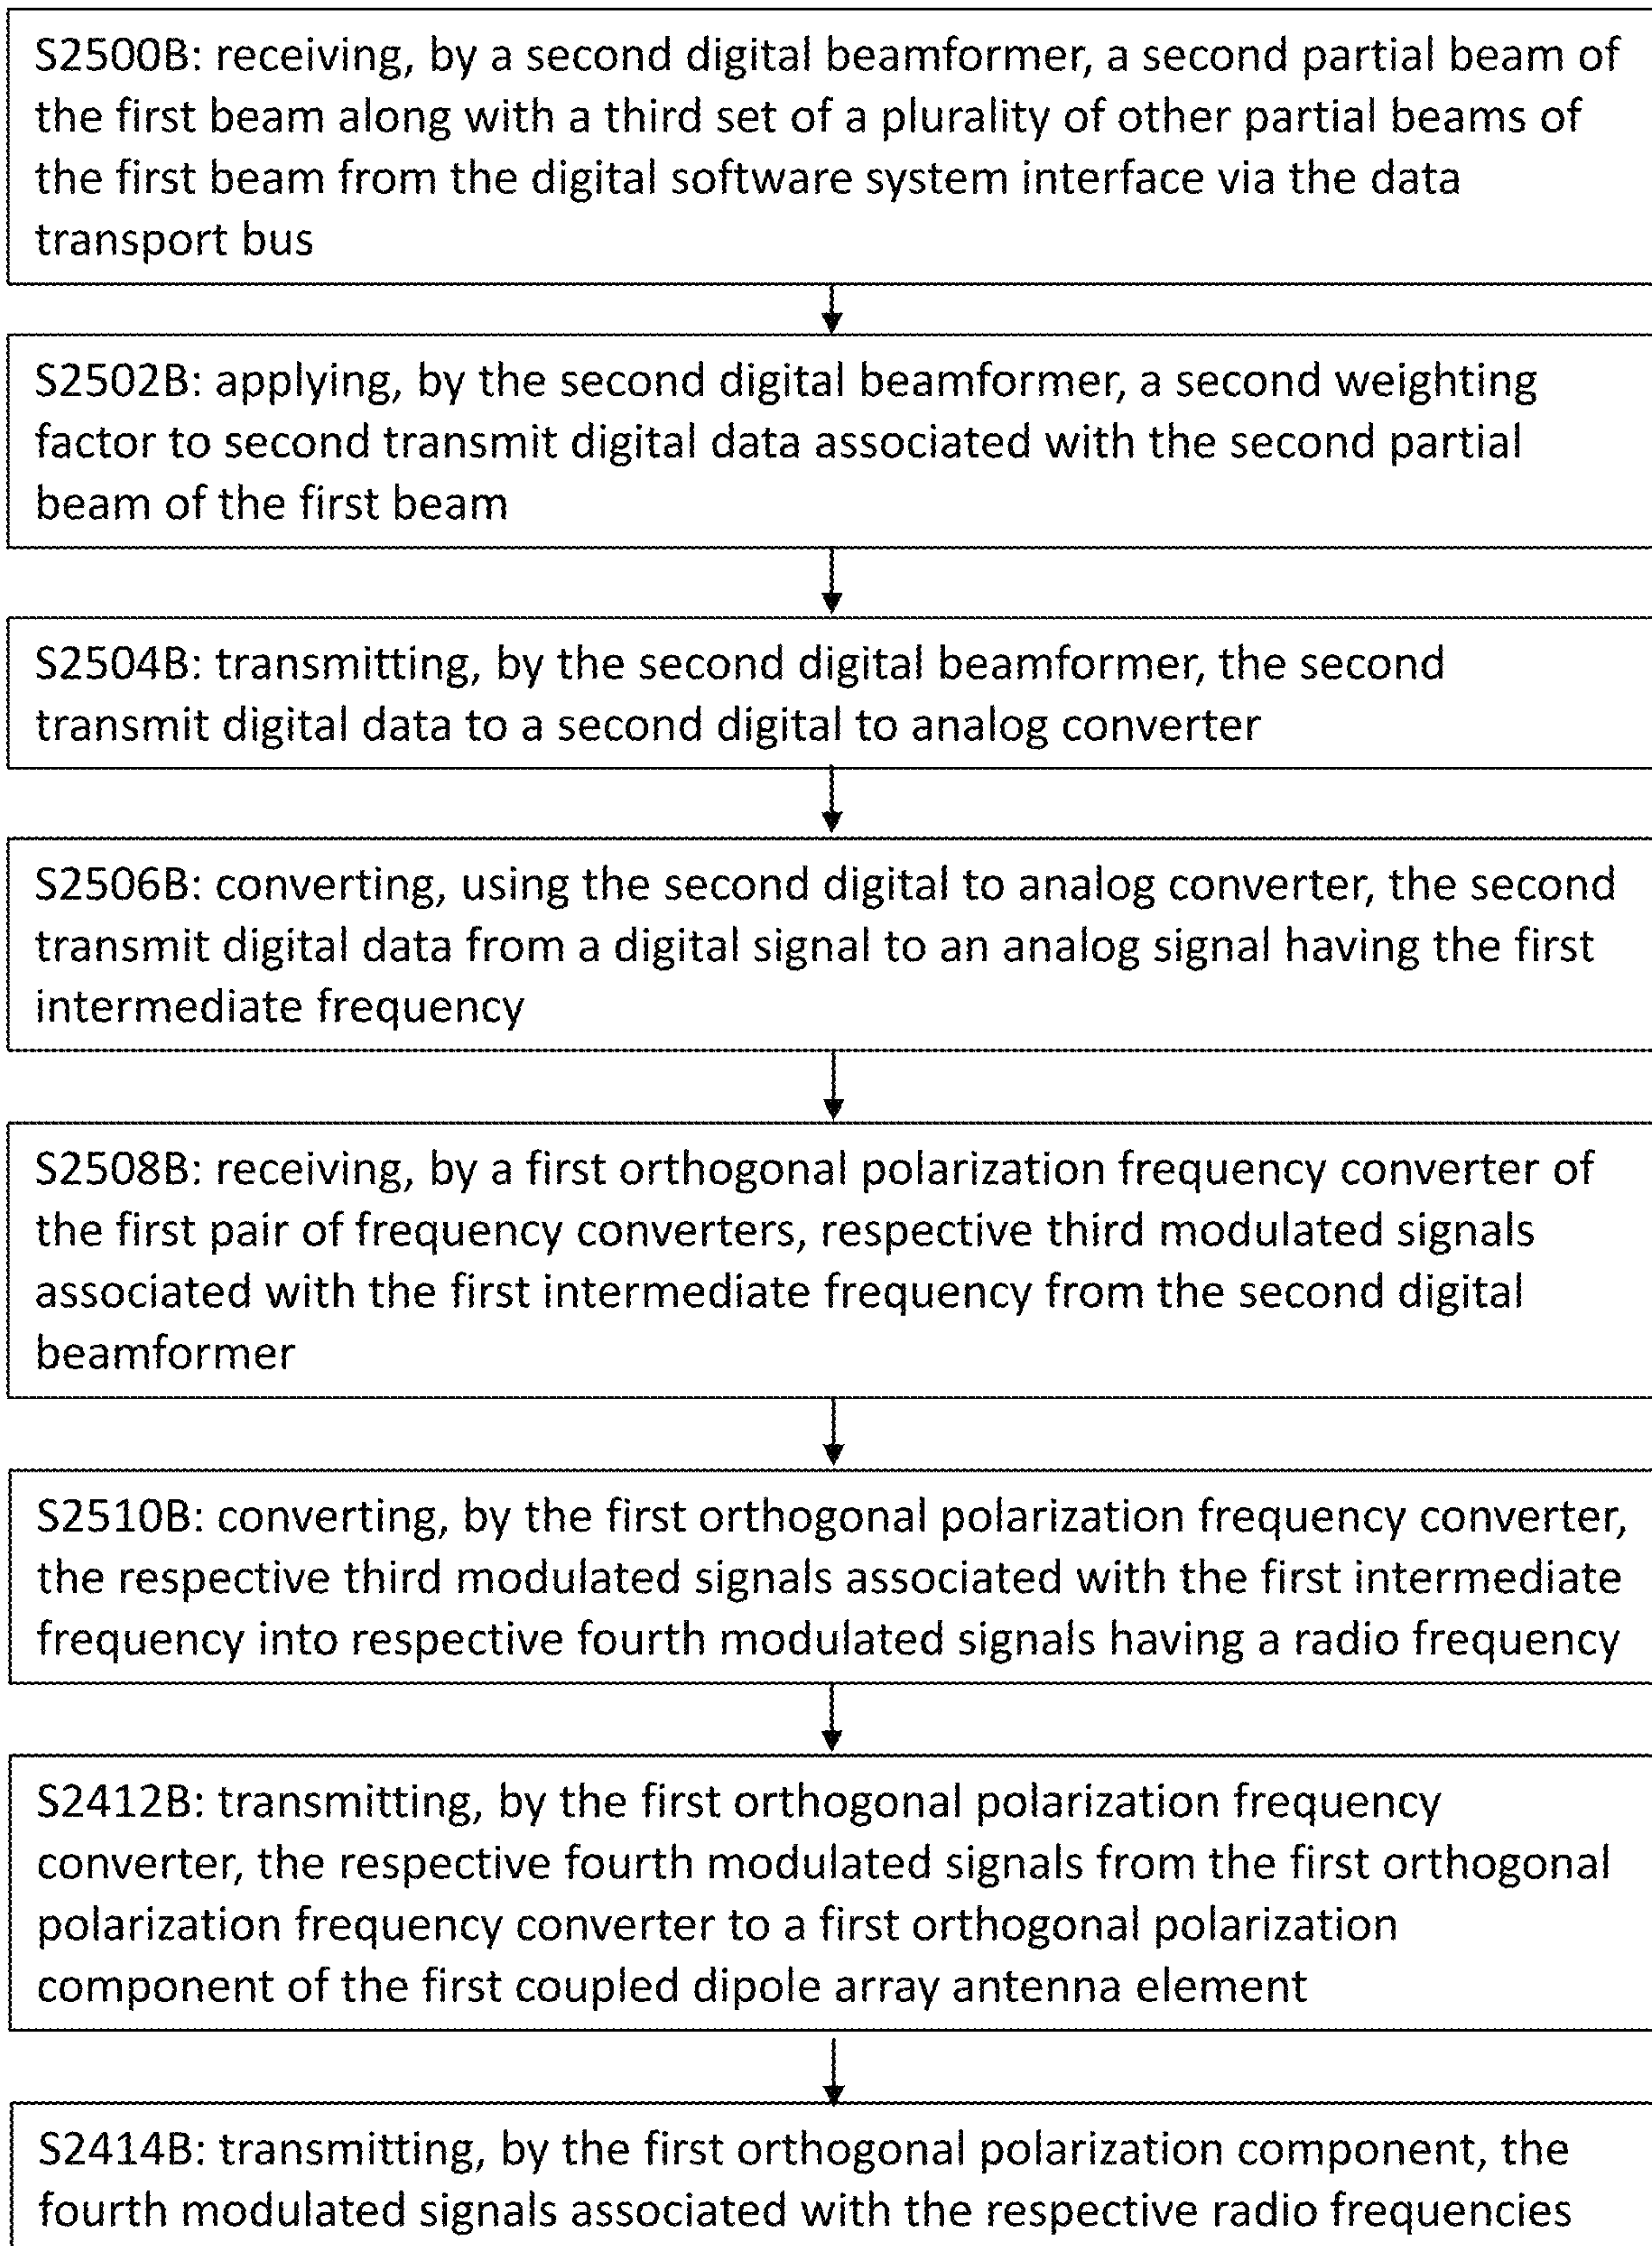 S2500B: receiving, by a second digital beamformer, a second partial beam of
the first beam along with a third set of a plurality of other partial beams of
the first beam from the digital software system interface via the data
transport bus
S2502B: applying, by the second digital beamformer, a second weighting
factor to second transmit digital data associated with the second partial
beam of the first beam
S2504B: transmitting, by the second digital beamformer, the second
transmit digital data to a second digital to analog converter
S2506B: converting, using the second digital to analog converter, the second
transmit digital data from a digital signal to an analog signal having the first
intermediate frequency
S2508B: receiving, by a first orthogonal polarization frequency converter of
the first pair of frequency converters, respective third modulated signals
associated with the first intermediate frequency from the second digital
beamformer
S2510B: converting, by the first orthogonal polarization frequency converter,
the respective third modulated signals associated with the first intermediate
frequency into respective fourth modulated signals having a radio frequency
S2412B: transmitting, by the first orthogonal polarization frequency
converter, the respective fourth modulated signals from the first orthogonal
polarization frequency converter to a first orthogonal polarization
component of the first coupled dipole array antenna element
S2414B: transmitting, by the first orthogonal polarization component, the
fourth modulated signals associated with the respective radio frequencies